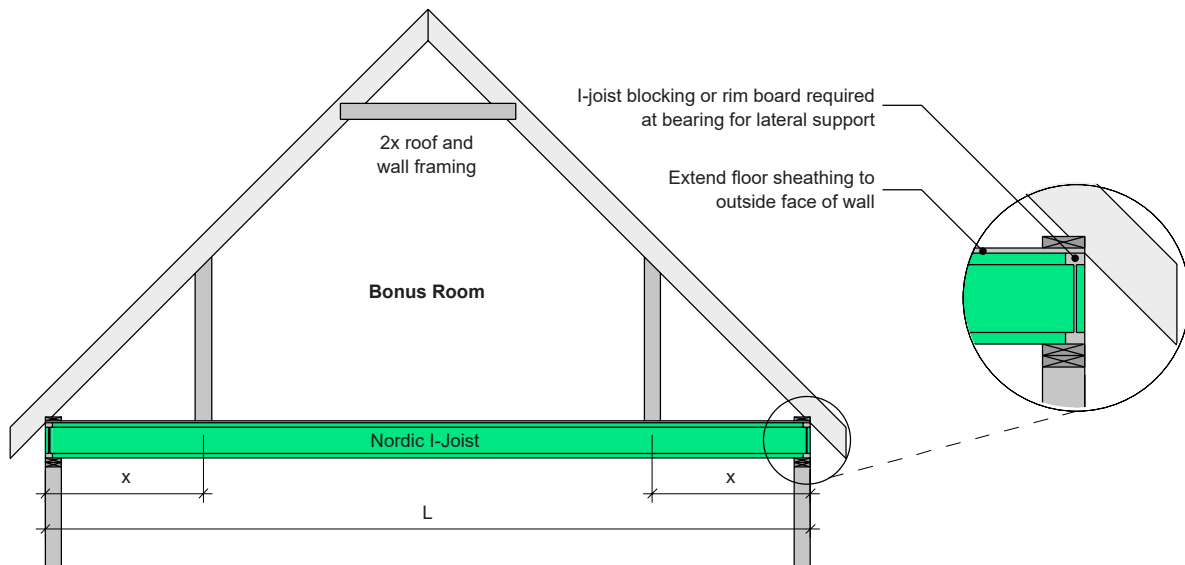 I-joist blocking or rim board required
at bearing for lateral support
2x roof and
wall framing
Extend floor sheathing to
outside face of wall
Bonus Room
Nordic I-Joist
x
x
L